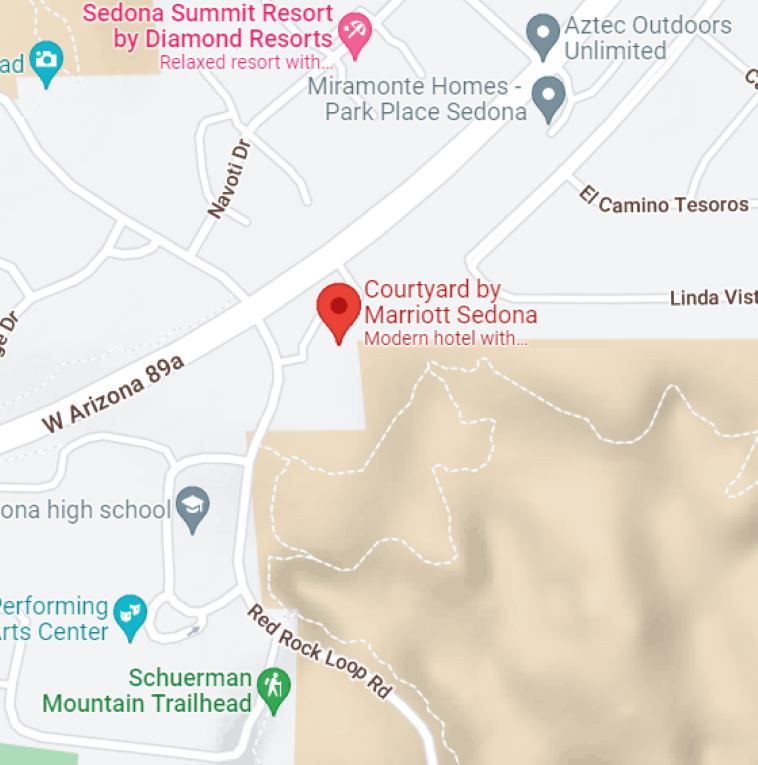 Sedona Summit Resort
by Diamond Resorts
Relaxed resort with...
Aztec Outdoors
Unlimited
ad
Miramonte Homes -
Park Place Sedona
Navoti Dr
El Camino Tesoros
Linda Vist
Courtyard by
Marriott Sedona
Modern hotel with...
ge Dr
W Arizona 89a
ona high school
Performing
rts Center
Red Rock Loop Rd
Schuerman
Mountain Trailhead